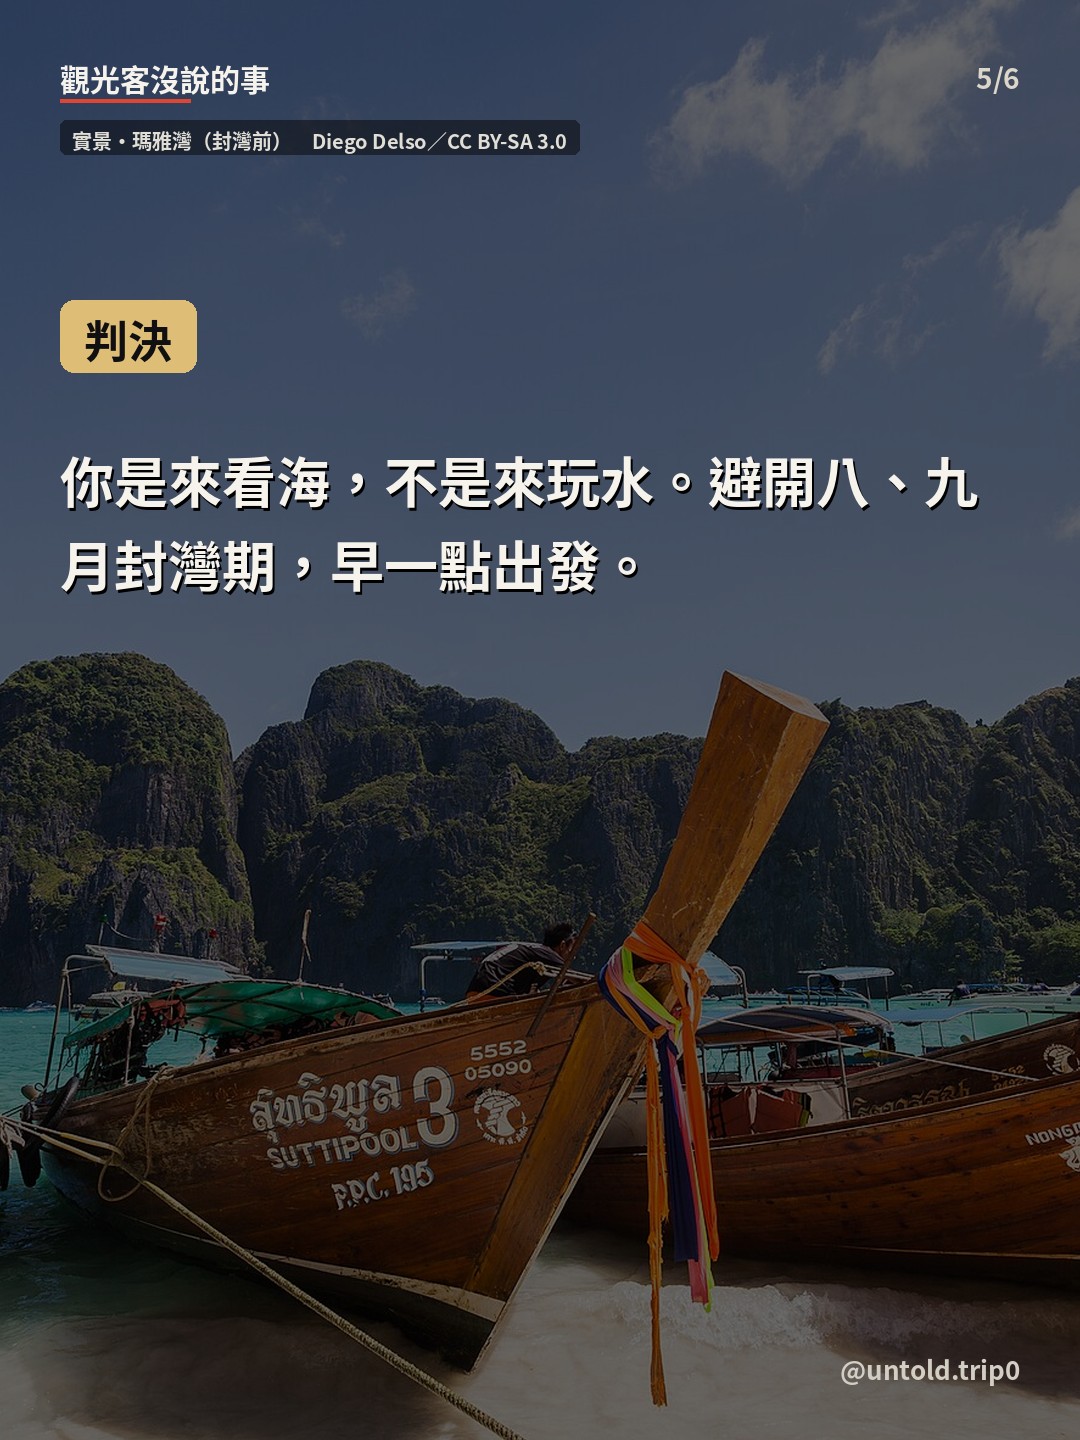 觀光客沒說的事
5/6
實景・瑪雅灣（封灣前）　Diego Delso／CC BY-SA 3.0
判決
你是來看海，不是來玩水。避開八、九
月封灣期，早一點出發。
5552
05090
สุทธิพูล 3
SUTTIPOOL
P.P.C. 195
@untold.trip0